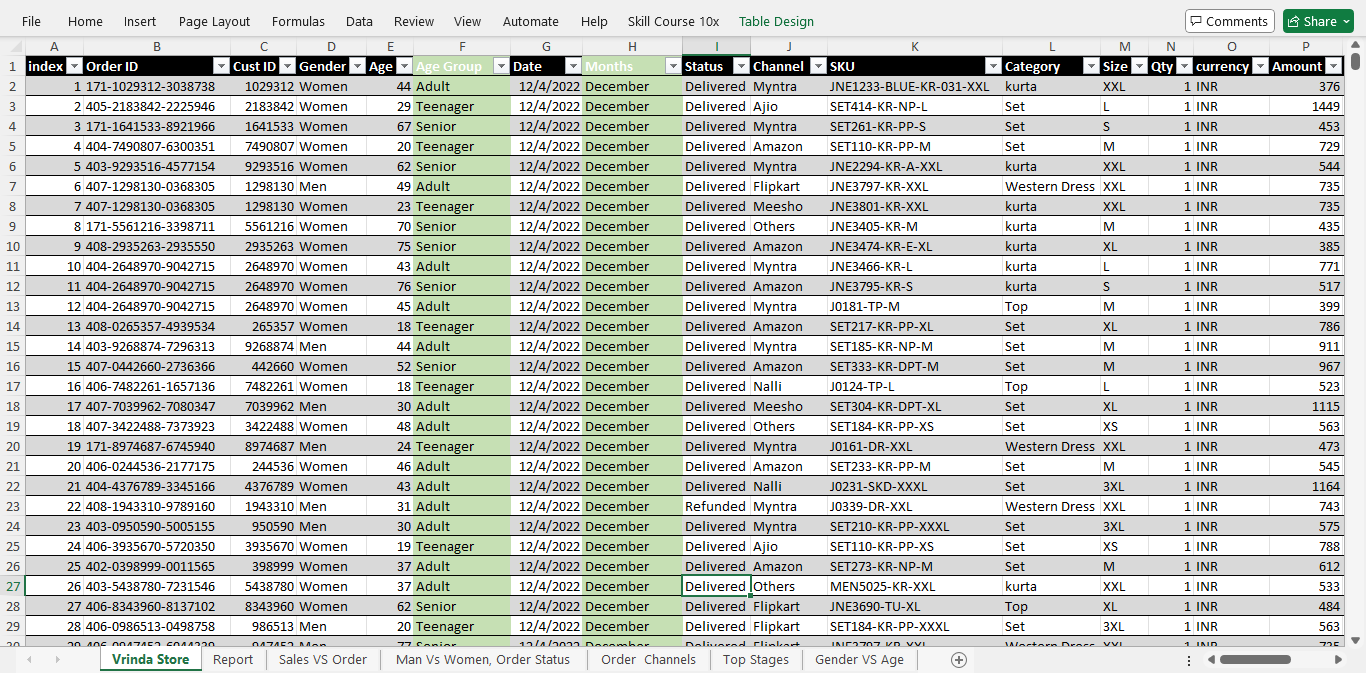 File Home Insert Page Layout Formulas Data Review View Automate Help Skill Course 10x Table Design Comments Share
A B C D E F G H I J K L M N O P
1 index Order ID Cust ID Gender Age Age Group Date Months Status Channel SKU Category Size Qty currency Amount
2 1 171-1029312-3038738 1029312 Women 44 Adult 12/4/2022 December Delivered Myntra JNE1233-BLUE-KR-031-XXL kurta XXL 1 INR 376
3 2 405-2183842-2225946 2183842 Women 29 Teenager 12/4/2022 December Delivered Ajio SET414-KR-NP-L Set L 1 INR 1449
4 3 171-1641533-8921966 1641533 Women 67 Senior 12/4/2022 December Delivered Myntra SET261-KR-PP-S Set S 1 INR 453
5 4 404-7490807-6300351 7490807 Women 20 Teenager 12/4/2022 December Delivered Amazon SET110-KR-PP-M Set M 1 INR 729
6 5 403-9293516-4577154 9293516 Women 62 Senior 12/4/2022 December Delivered Myntra JNE2294-KR-A-XXL kurta XXL 1 INR 544
7 6 407-1298130-0368305 1298130 Men 49 Adult 12/4/2022 December Delivered Flipkart JNE3797-KR-XXL Western Dress XXL 1 INR 735
8 7 407-1298130-0368305 1298130 Men 23 Teenager 12/4/2022 December Delivered Meesho JNE3801-KR-XXL kurta XXL 1 INR 735
9 8 171-5561216-3398711 5561216 Women 70 Senior 12/4/2022 December Delivered Others JNE3405-KR-M kurta M 1 INR 435
10 9 408-2935263-2935550 2935263 Women 75 Senior 12/4/2022 December Delivered Amazon JNE3474-KR-E-XL kurta XL 1 INR 385
11 10 404-2648970-9042715 2648970 Women 43 Adult 12/4/2022 December Delivered Myntra JNE3466-KR-L kurta L 1 INR 771
12 11 404-2648970-9042715 2648970 Women 76 Senior 12/4/2022 December Delivered Amazon JNE3795-KR-S kurta S 1 INR 517
13 12 404-2648970-9042715 2648970 Women 45 Adult 12/4/2022 December Delivered Myntra J0181-TP-M Top M 1 INR 399
14 13 408-0265357-4939534 265357 Women 18 Teenager 12/4/2022 December Delivered Amazon SET217-KR-PP-XL Set XL 1 INR 786
15 14 403-9268874-7296313 9268874 Men 44 Adult 12/4/2022 December Delivered Myntra SET185-KR-NP-M Set M 1 INR 911
16 15 407-0442660-2736366 442660 Women 52 Senior 12/4/2022 December Delivered Amazon SET333-KR-DPT-M Set M 1 INR 967
17 16 406-7482261-1657136 7482261 Women 18 Teenager 12/4/2022 December Delivered Nalli J0124-TP-L Top L 1 INR 523
18 17 407-7039962-7080347 7039962 Men 30 Adult 12/4/2022 December Delivered Meesho SET304-KR-DPT-XL Set XL 1 INR 1115
19 18 407-3422488-7373923 3422488 Women 48 Adult 12/4/2022 December Delivered Others SET184-KR-PP-XS Set XS 1 INR 563
20 19 171-8974687-6745940 8974687 Men 24 Teenager 12/4/2022 December Delivered Myntra J0161-DR-XXL Western Dress XXL 1 INR 473
21 20 406-0244536-2177175 244536 Women 46 Adult 12/4/2022 December Delivered Amazon SET233-KR-PP-M Set M 1 INR 545
22 21 404-4376789-3345166 4376789 Women 43 Adult 12/4/2022 December Delivered Nalli J0231-SKD-XXXL Set 3XL 1 INR 1164
23 22 408-1943310-9789160 1943310 Men 31 Adult 12/4/2022 December Refunded Myntra J0339-DR-XXL Western Dress XXL 1 INR 743
24 23 403-0950590-5005155 950590 Men 30 Adult 12/4/2022 December Delivered Myntra SET210-KR-PP-XXXL Set 3XL 1 INR 575
25 24 406-3935670-5720350 3935670 Women 19 Teenager 12/4/2022 December Delivered Ajio SET110-KR-PP-XS Set XS 1 INR 788
26 25 402-0398999-0011565 398999 Women 37 Adult 12/4/2022 December Delivered Amazon SET273-KR-NP-M Set M 1 INR 612
27 26 403-5438780-7231546 5438780 Women 37 Adult 12/4/2022 December Delivered Others MEN5025-KR-XXL kurta XXL 1 INR 533
28 27 406-8343960-8137102 8343960 Women 62 Senior 12/4/2022 December Delivered Flipkart JNE3690-TU-XL Top XL 1 INR 484
29 28 406-0986513-0498758 986513 Men 20 Teenager 12/4/2022 December Delivered Flipkart SET184-KR-PP-XXXL Set 3XL 1 INR 563
Vrinda Store Report Sales VS Order Man Vs Women, Order Status Order Channels Top Stages Gender VS Age